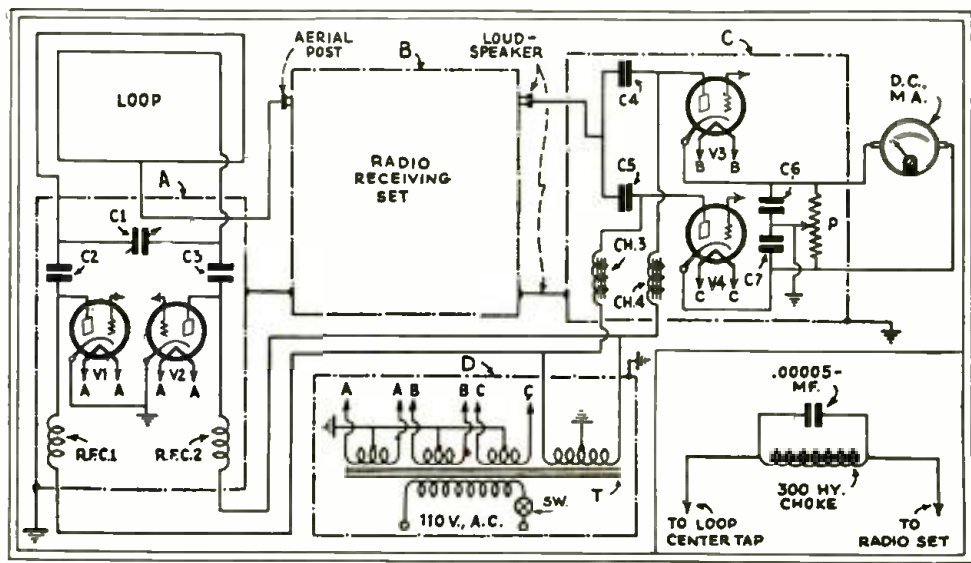 AERIAL
POST
B
LOUD-
SPEAKER
C
LOOP
C4
D.C.,
M A.
V3
B B
RADIO
RECEIVING
SET
A
C1
C5
C6
P
C2
C3
CH.3
V4
C7
C C
CH.4
V1
V2
A A
A A
D
.00005-
MF.
A
A
B
B
C
C
R.F.C.1
R.F.C.2
300 HY.
CHOKE
SW.
T
110 V., A.C.
TO LOOP
CENTER TAP
TO
RADIO SET